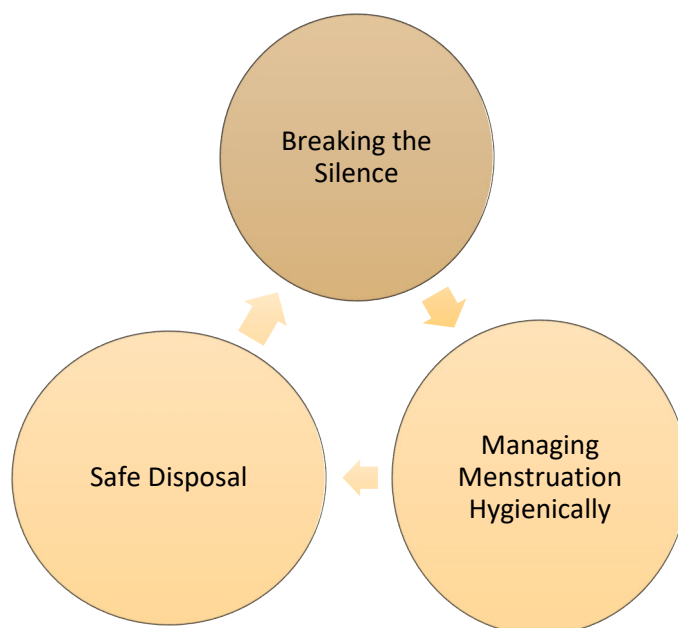 Breaking the
Silence
Managing
Menstruation
Hygienically
Safe Disposal